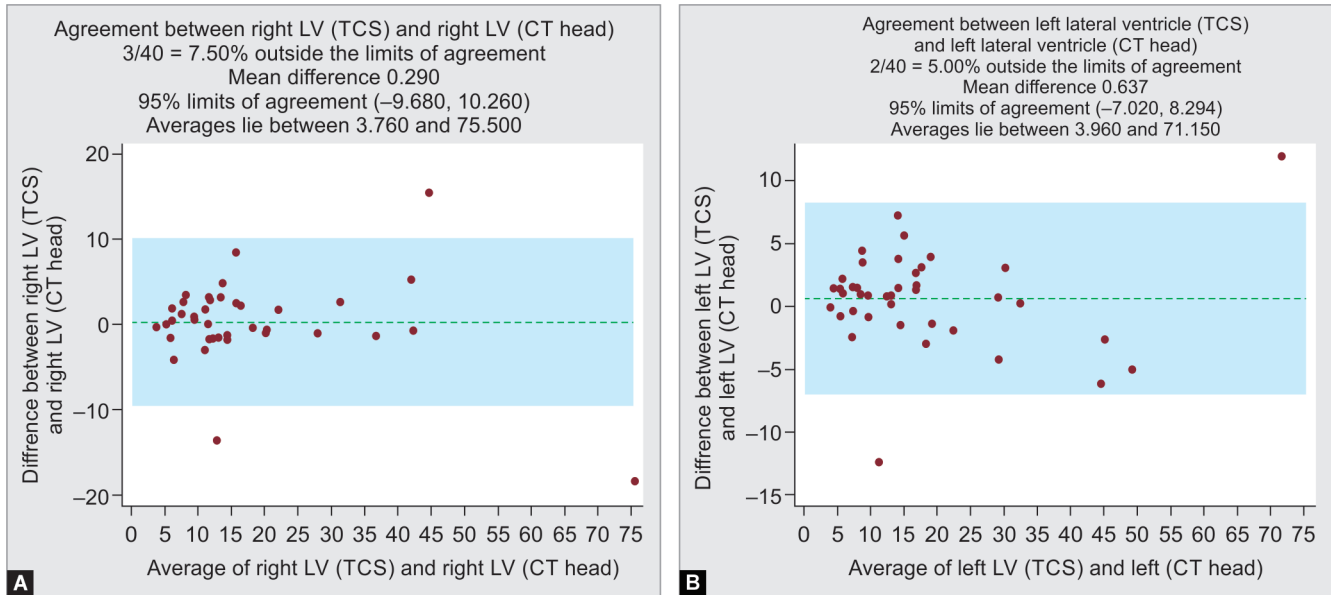 Agreement between right LV (TCS) and right LV (CT head)
3/40 = 7.50% outside the limits of agreement
Mean difference 0.290
95% limits of agreement (–9.680, 10.260)
Averages lie between 3.760 and 75.500
Diffrence between right LV (TCS)
and right LV (CT head)
20
10
0
–10
–20
0 5 10 15 20 25 30 35 40 45 50 55 60 65 70 75
Average of right LV (TCS) and right LV (CT head)
A
Agreement between left lateral ventricle (TCS)
and left lateral ventricle (CT head)
2/40 = 5.00% outside the limits of agreement
Mean difference 0.637
95% limits of agreement (–7.020, 8.294)
Averages lie between 3.960 and 71.150
Diffrence between left LV (TCS)
and left LV (CT head)
10
5
0
–5
–10
–15
0 5 10 15 20 25 30 35 40 45 50 55 60 65 70 75
Average of left LV (TCS) and left (CT head)
B